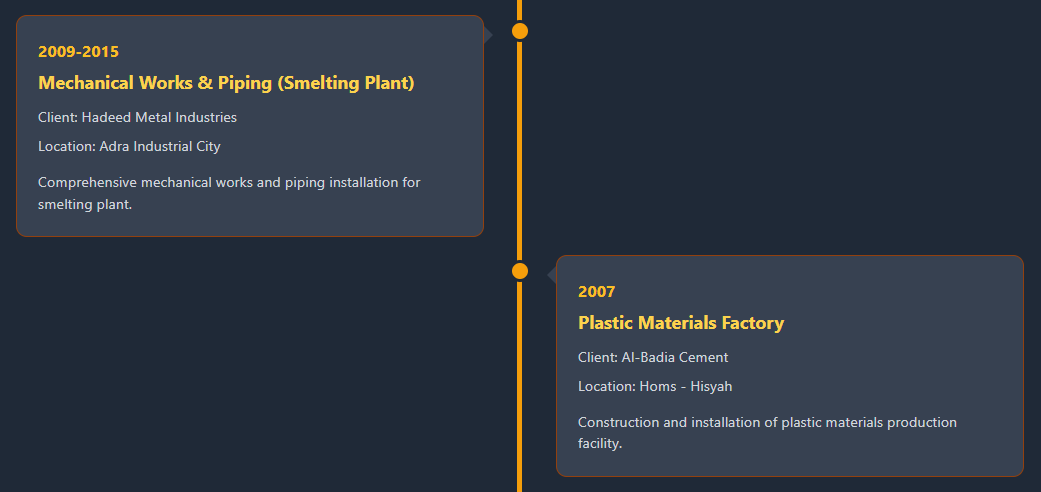 2009-2015
Mechanical Works & Piping (Smelting Plant)
Client: Hadeed Metal Industries
Location: Adra Industrial City
Comprehensive mechanical works and piping installation for
smelting plant.
2007
Plastic Materials Factory
Client: Al-Badia Cement
Location: Homs - Hisyah
Construction and installation of plastic materials production
facility.